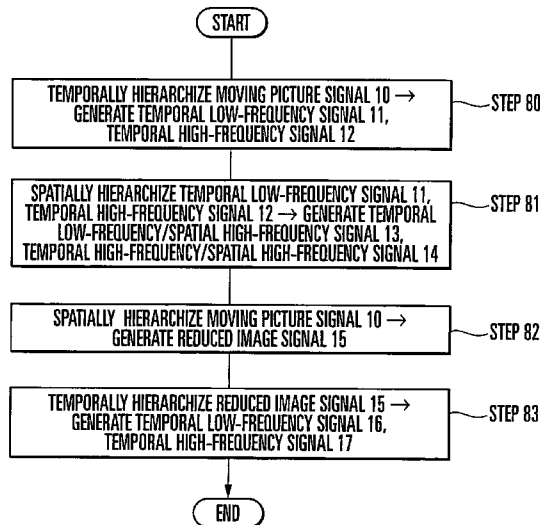 START
TEMPORALLY HIERARCHIZE MOVING PICTURE SIGNAL 10 →
GENERATE TEMPORAL LOW-FREQUENCY SIGNAL 11,
TEMPORAL HIGH-FREQUENCY SIGNAL 12
STEP 80
SPATIALLY HIERARCHIZE TEMPORAL LOW-FREQUENCY SIGNAL 11,
TEMPORAL HIGH-FREQUENCY SIGNAL 12 → GENERATE TEMPORAL
LOW-FREQUENCY/SPATIAL HIGH-FREQUENCY SIGNAL 13,
TEMPORAL HIGH-FREQUENCY/SPATIAL HIGH-FREQUENCY SIGNAL 14
STEP 81
SPATIALLY HIERARCHIZE MOVING PICTURE SIGNAL 10 →
GENERATE REDUCED IMAGE SIGNAL 15
STEP 82
TEMPORALLY HIERARCHIZE REDUCED IMAGE SIGNAL 15 →
GENERATE TEMPORAL LOW-FREQUENCY SIGNAL 16,
TEMPORAL HIGH-FREQUENCY SIGNAL 17
STEP 83
END